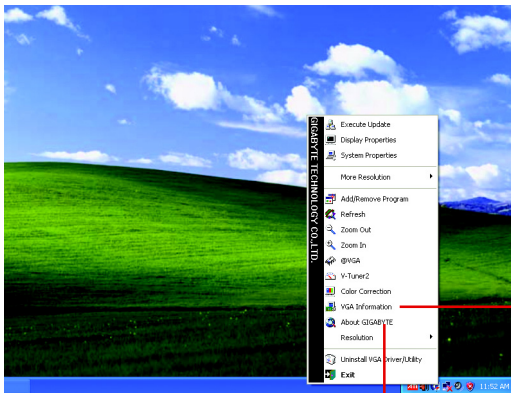 GIGABYTE TECHNOLOGY CO.,LTD.
Execute Update
Display Properties
System Properties
More Resolution
Add/Remove Program
Refresh
Zoom Out
Zoom In
@VGA
V-Tuner2
Color Correction
VGA Information
About GIGABYTE
Resolution
Uninstall VGA Driver/Utility
Exit
11:52 AM